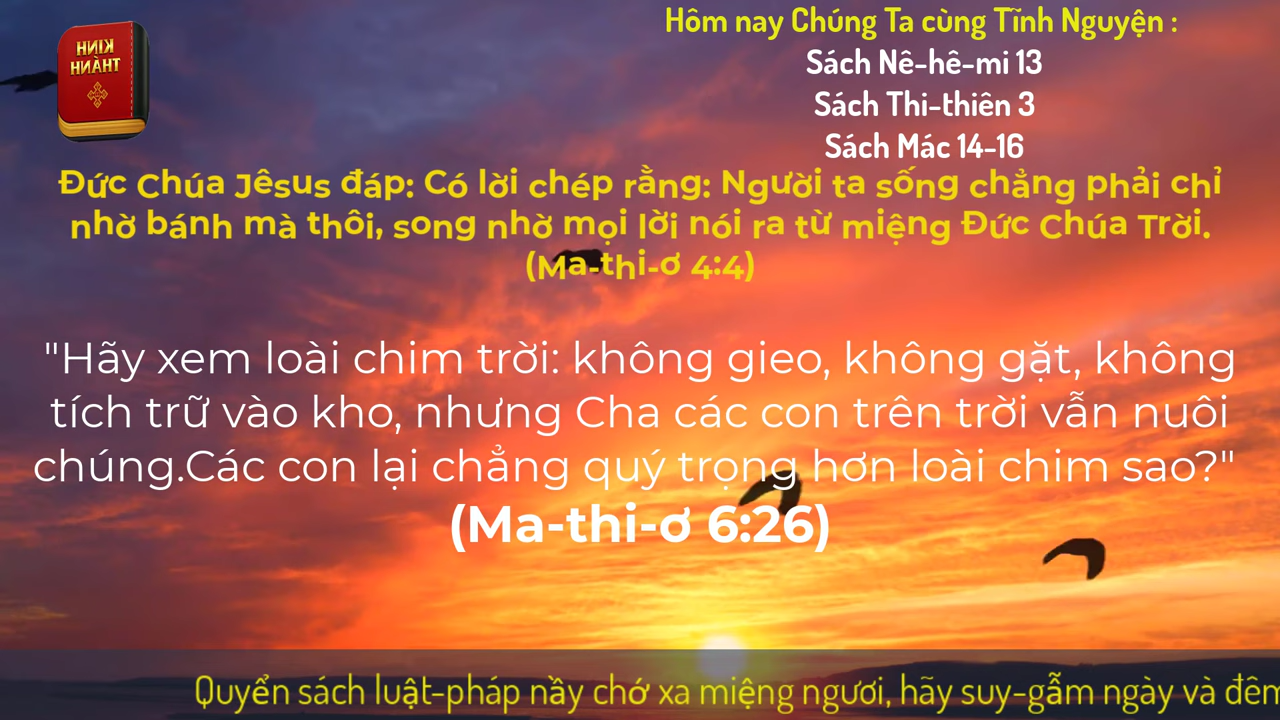 KINH
THÁNH
Hôm nay Chúng Ta cùng Tĩnh Nguyện :
Sách Nê-hê-mi 13
Sách Thi-thiên 3
Sách Mác 14-16
Đức Chúa Jêsus đáp: Có lời chép rằng: Người ta sống chẳng phải chỉ
nhờ bánh mà thôi, song nhờ mọi lời nói ra từ miệng Đức Chúa Trời.
(Ma-thi-ơ 4:4)
"Hãy xem loài chim trời: không gieo, không gặt, không
tích trữ vào kho, nhưng Cha các con trên trời vẫn nuôi
chúng.Các con lại chẳng quý trọng hơn loài chim sao?"
(Ma-thi-ơ 6:26)
Quyển sách luật-pháp nầy chớ xa miệng ngươi, hãy suy-gẫm ngày và đêm